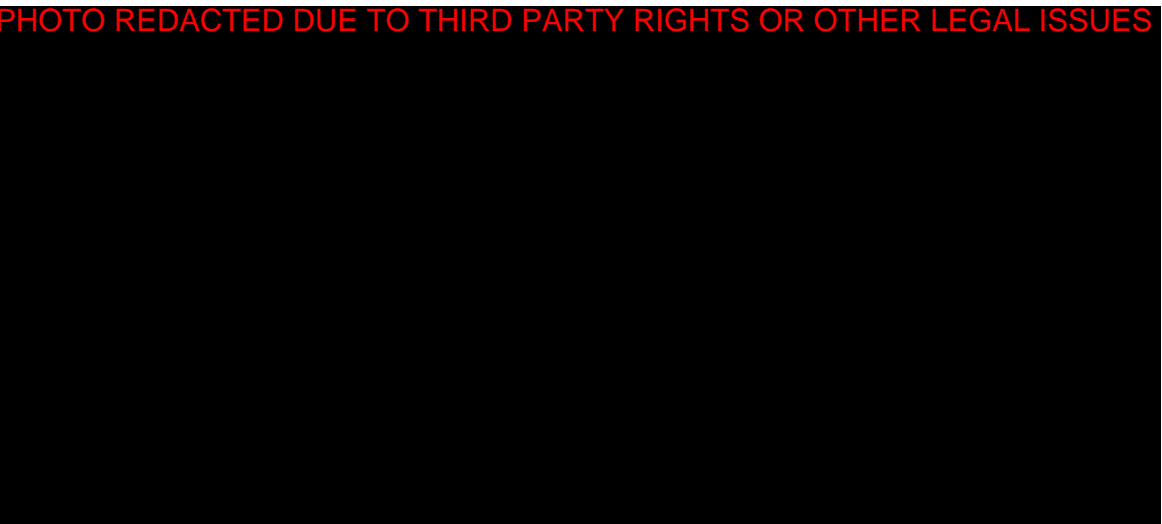 PHOTO REDACTED DUE TO THIRD PARTY RIGHTS OR OTHER LEGAL ISSUES